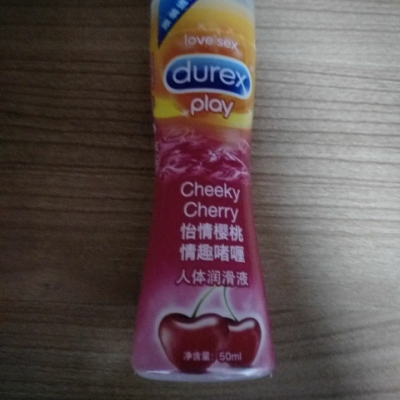 love sex
durex
play
Cheeky
Cherry
怡情樱桃
情趣啫喱
人体润滑液
净含量: 50ml